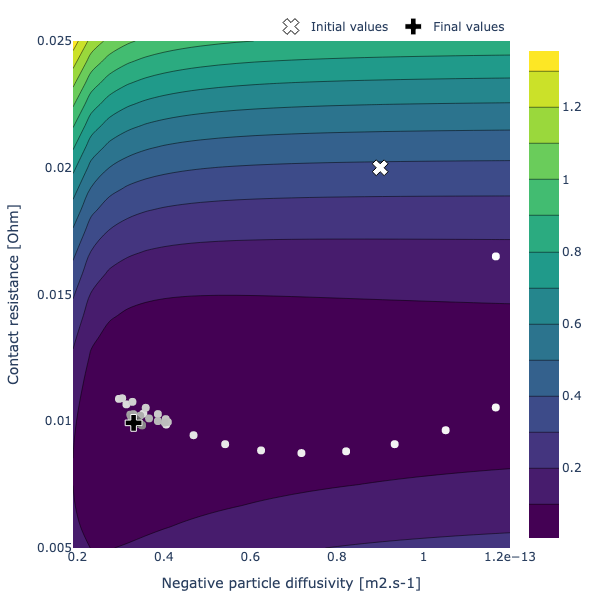 Initial values Final values
0.025
0.02
0.015
0.01
0.005
Contact resistance [Ohm]
0.2 0.4 0.6 0.8 1 1.2e−13
Negative particle diffusivity [m2.s-1]
1.2
1
0.8
0.6
0.4
0.2